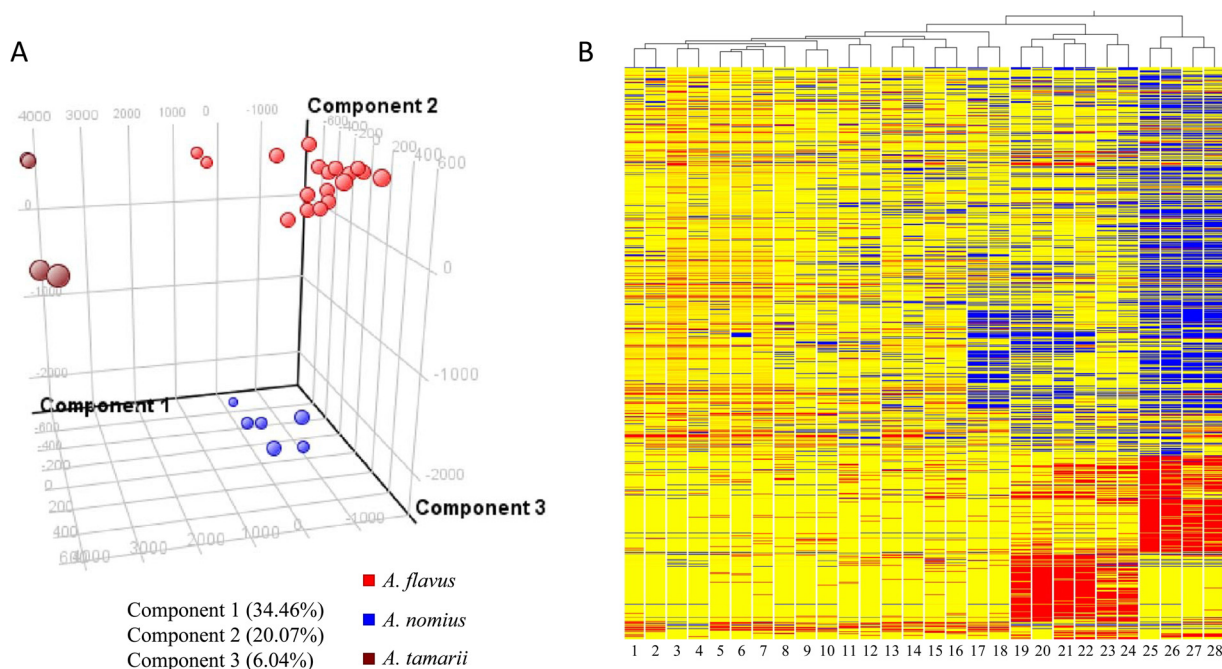 A
B
Component 2
4000 3000 2000 1000 0 -1000
-600 -400 -200 200 400 600
0
-1000
-2000
0
-1000
-2000
Component 1
-600
-400
-200
0
200
400
4000 3000 2000 1000 0 -1000
Component 3
Component 1 (34.46%)
Component 2 (20.07%)
Component 3 (6.04%)
A. flavus
A. nomius
A. tamarii
1 2 3 4 5 6 7 8 9 10 11 12 13 14 15 16 17 18 19 20 21 22 23 24 25 26 27 28